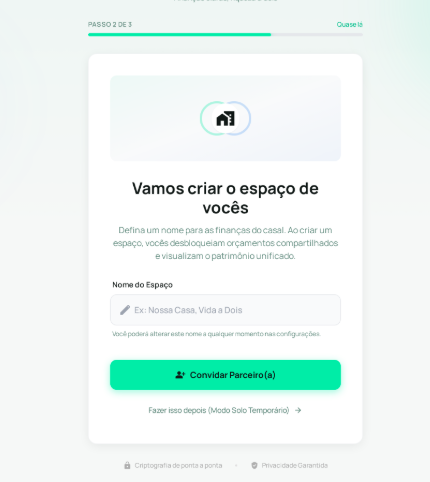 PASSO 2 DE 3
Quase lá
Vamos criar o espaço de
vocês
Defina um nome para as finanças do casal. Ao criar um
espaço, vocês desbloqueiam orçamentos compartilhados
e visualizam o patrimônio unificado.
Nome do Espaço
Ex: Nossa Casa, Vida a Dois
Você poderá alterar este nome a qualquer momento nas configurações.
Convidar Parceiro(a)
Fazer isso depois (Modo Solo Temporário) →
Criptografia de ponta a ponta • Privacidade Garantida